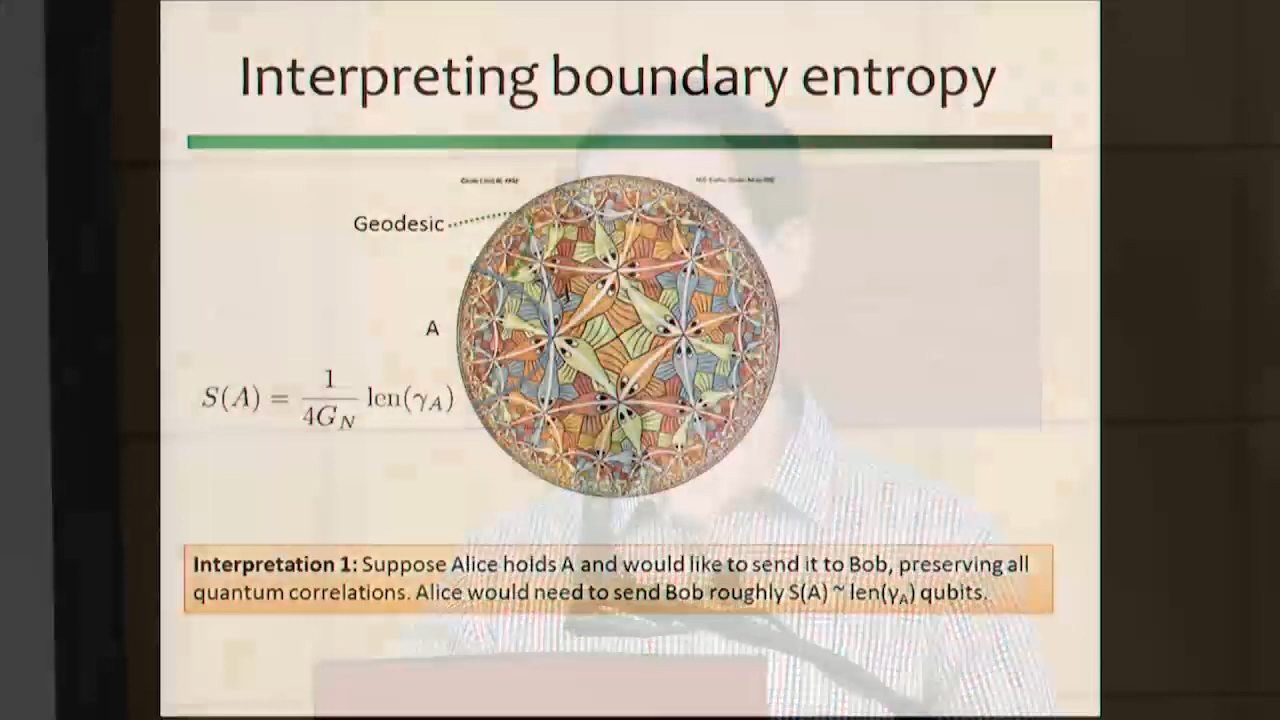 Interpreting boundary entropy
Geodesic
A
S(A) = \frac{1}{4G_N} len(γ_A)
Interpretation 1: Suppose Alice holds A and would like to send it to Bob, preserving all
quantum correlations. Alice would need to send Bob roughly S(A) ~ len(γ_A) qubits.